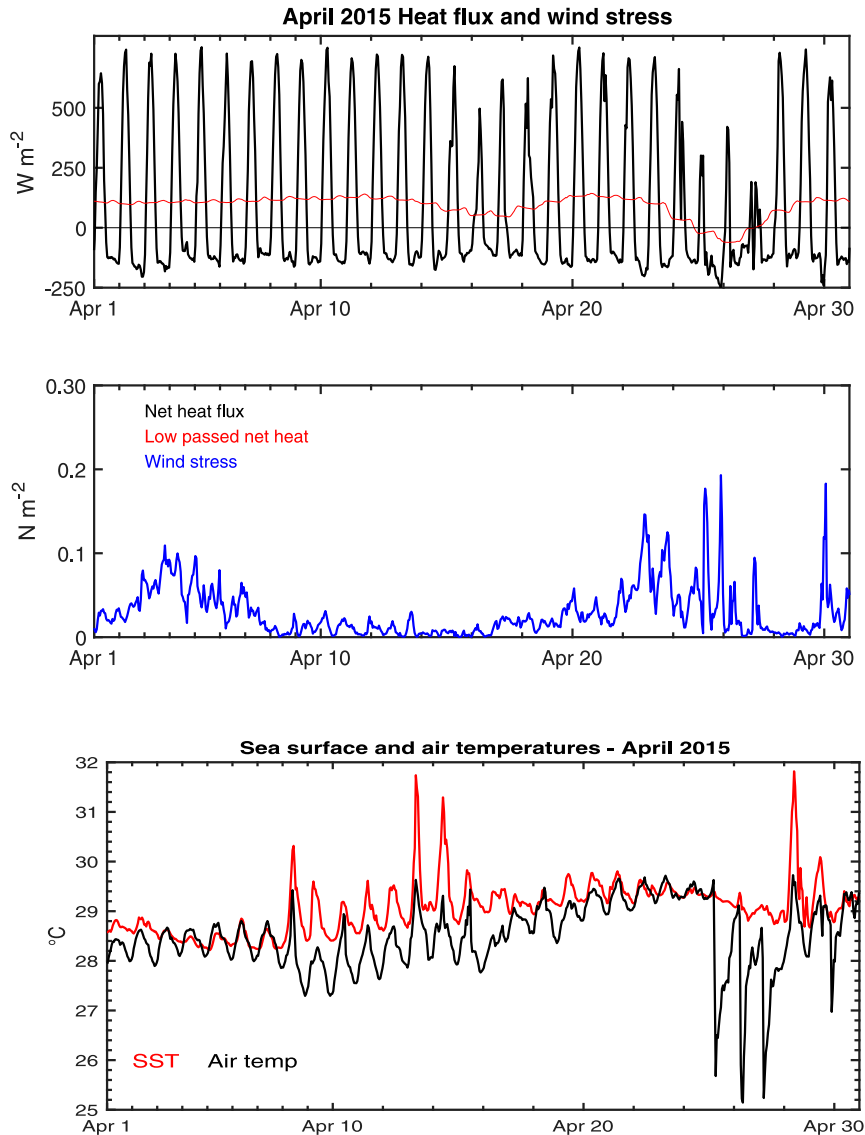 April 2015 Heat flux and wind stress
W m-2
500
250
0
-250
Apr 1 Apr 10 Apr 20 Apr 30
N m-2
0.30
0.2
0.1
0
Net heat flux
Low passed net heat
Wind stress
Apr 1 Apr 10 Apr 20 Apr 30
Sea surface and air temperatures - April 2015
°C
32
31
30
29
28
27
26
25
SST Air temp
Apr 1 Apr 10 Apr 20 Apr 30